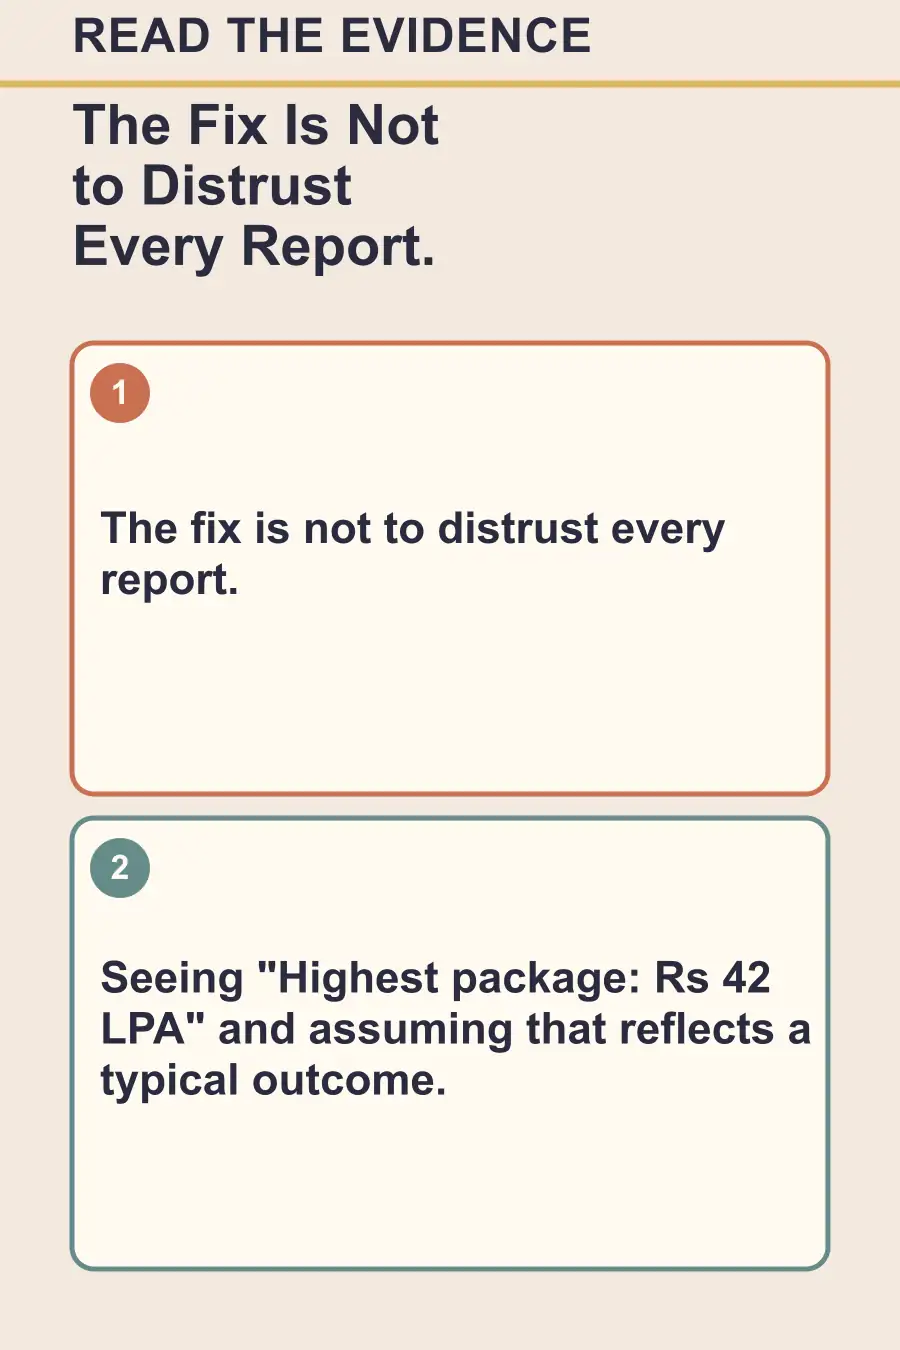 READ THE EVIDENCE
The Fix Is Not
to Distrust
Every Report.
1
The fix is not to distrust every
report.
2
Seeing "Highest package: Rs 42
LPA" and assuming that reflects a
typical outcome.